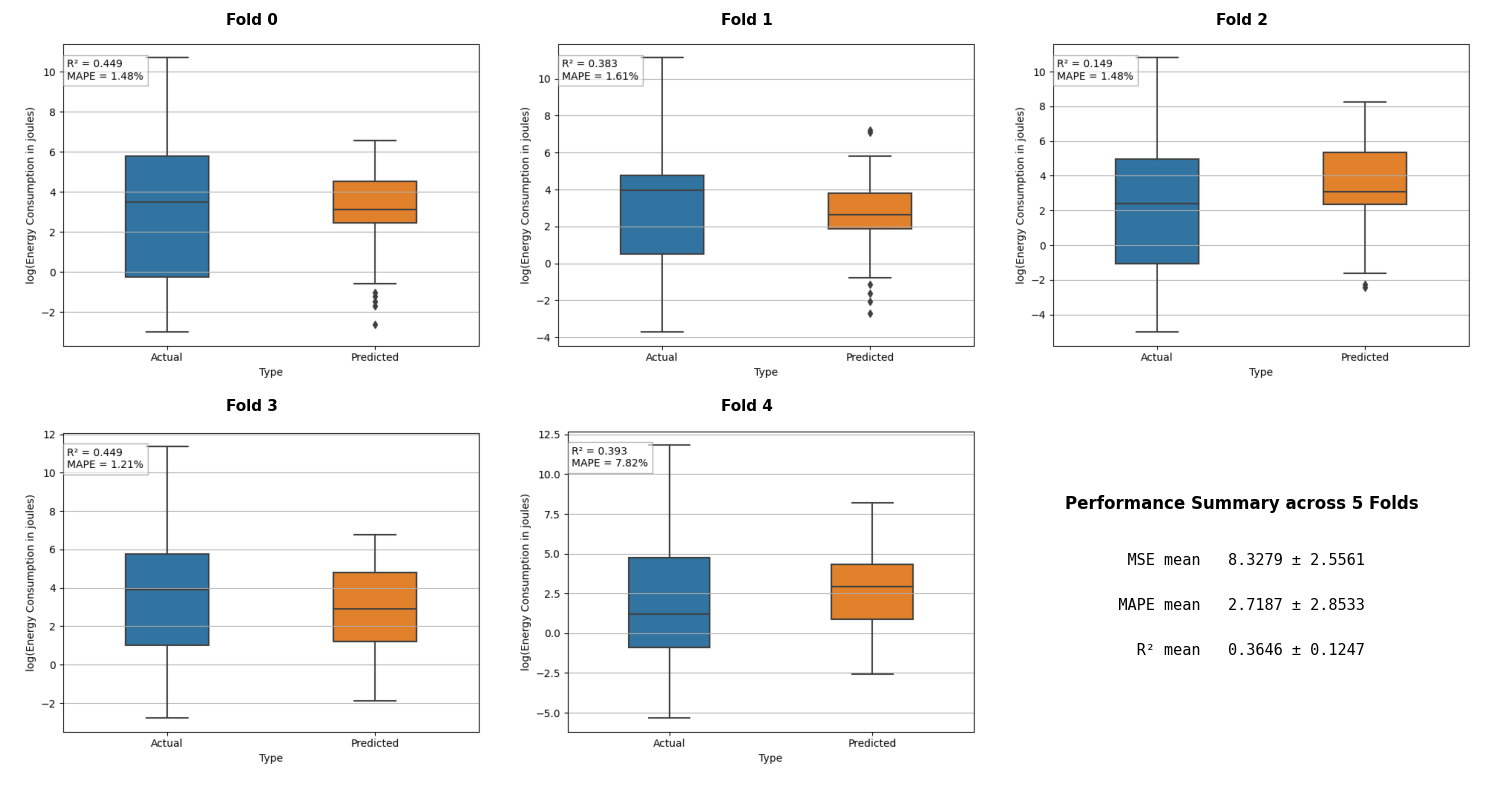 Fold 0
R² = 0.449
MAPE = 1.48%
10
8
6
4
2
0
−2
log(Energy Consumption in joules)
Actual
Predicted
Type
Fold 1
R² = 0.383
MAPE = 1.61%
10
8
6
4
2
0
−2
−4
log(Energy Consumption in joules)
Actual
Predicted
Type
Fold 2
R² = 0.149
MAPE = 1.48%
10
8
6
4
2
0
−2
−4
log(Energy Consumption in joules)
Actual
Predicted
Type
Fold 3
R² = 0.449
MAPE = 1.21%
12
10
8
6
4
2
0
−2
log(Energy Consumption in joules)
Actual
Predicted
Type
Fold 4
R² = 0.393
MAPE = 7.82%
12.5
10.0
7.5
5.0
2.5
0.0
−2.5
−5.0
log(Energy Consumption in joules)
Actual
Predicted
Type
Performance Summary across 5 Folds
MSE mean 8.3279 ± 2.5561
MAPE mean 2.7187 ± 2.8533
R² mean 0.3646 ± 0.1247